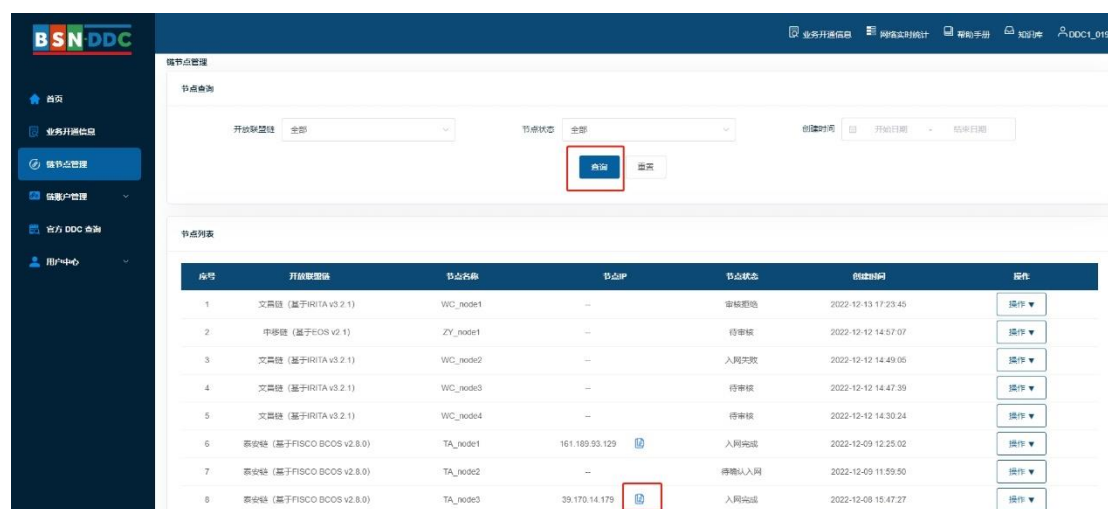 BSN-DDC
业务开通信息 网络实时统计 帮助手册 知识库 DDC1_019
链节点管理
首页
业务开通信息
链节点管理
链账户管理
官方 DDC 查询
用户中心
节点查询
开放联盟链 全部 节点状态 全部 创建时间 开始日期 - 结束日期
查询 重置
节点列表
序号 开放联盟链 节点名称 节点IP 节点状态 创建时间 操作
1 文昌链（基于IRITA v3.2.1） WC_node1 -- 审核拒绝 2022-12-13 17:23:45 操作▼
2 中移链（基于EOS v2.1） ZY_node1 -- 待审核 2022-12-12 14:57:07 操作▼
3 文昌链（基于IRITA v3.2.1） WC_node2 -- 入网失败 2022-12-12 14:49:05 操作▼
4 文昌链（基于IRITA v3.2.1） WC_node3 -- 待审核 2022-12-12 14:47:39 操作▼
5 文昌链（基于IRITA v3.2.1） WC_node4 -- 待审核 2022-12-12 14:30:24 操作▼
6 泰安链（基于FISCO BCOS v2.8.0） TA_node1 161.189.93.129 入网完成 2022-12-09 12:25:02 操作▼
7 泰安链（基于FISCO BCOS v2.8.0） TA_node2 -- 待确认入网 2022-12-09 11:59:50 操作▼
8 泰安链（基于FISCO BCOS v2.8.0） TA_node3 39.170.14.179 入网完成 2022-12-08 15:47:27 操作▼